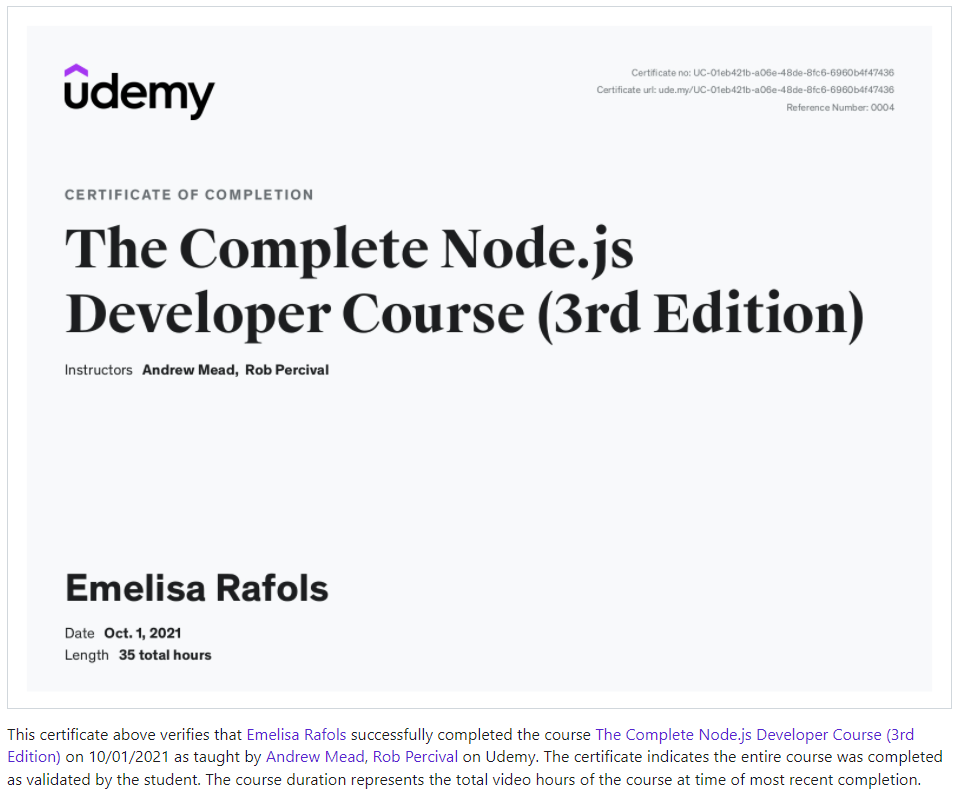 udemy
Certificate no: UC-01eb421b-a06e-48de-8fc6-6960b4f47436
Certificate url: ude.my/UC-01eb421b-a06e-48de-8fc6-6960b4f47436
Reference Number: 0004
CERTIFICATE OF COMPLETION
The Complete Node.js
Developer Course (3rd Edition)
Instructors Andrew Mead, Rob Percival
Emelisa Rafols
Date Oct. 1, 2021
Length 35 total hours
This certificate above verifies that Emelisa Rafols successfully completed the course The Complete Node.js Developer Course (3rd
Edition) on 10/01/2021 as taught by Andrew Mead, Rob Percival on Udemy. The certificate indicates the entire course was completed
as validated by the student. The course duration represents the total video hours of the course at time of most recent completion.